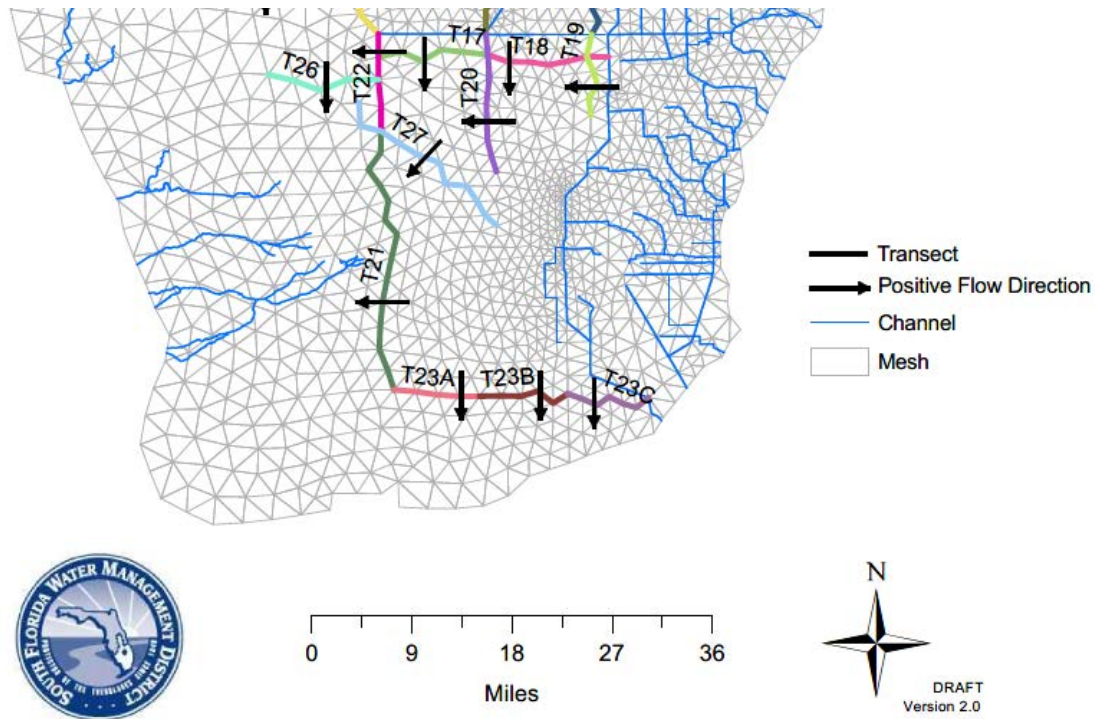 T17
T18
T19
T26
T22
T20
T27
T21
Transect
Positive Flow Direction
Channel
Mesh
T23A
T23B
T23C
SOUTH FLORIDA WATER MANAGEMENT DISTRICT
0 9 18 27 36
Miles
N
DRAFT
Version 2.0